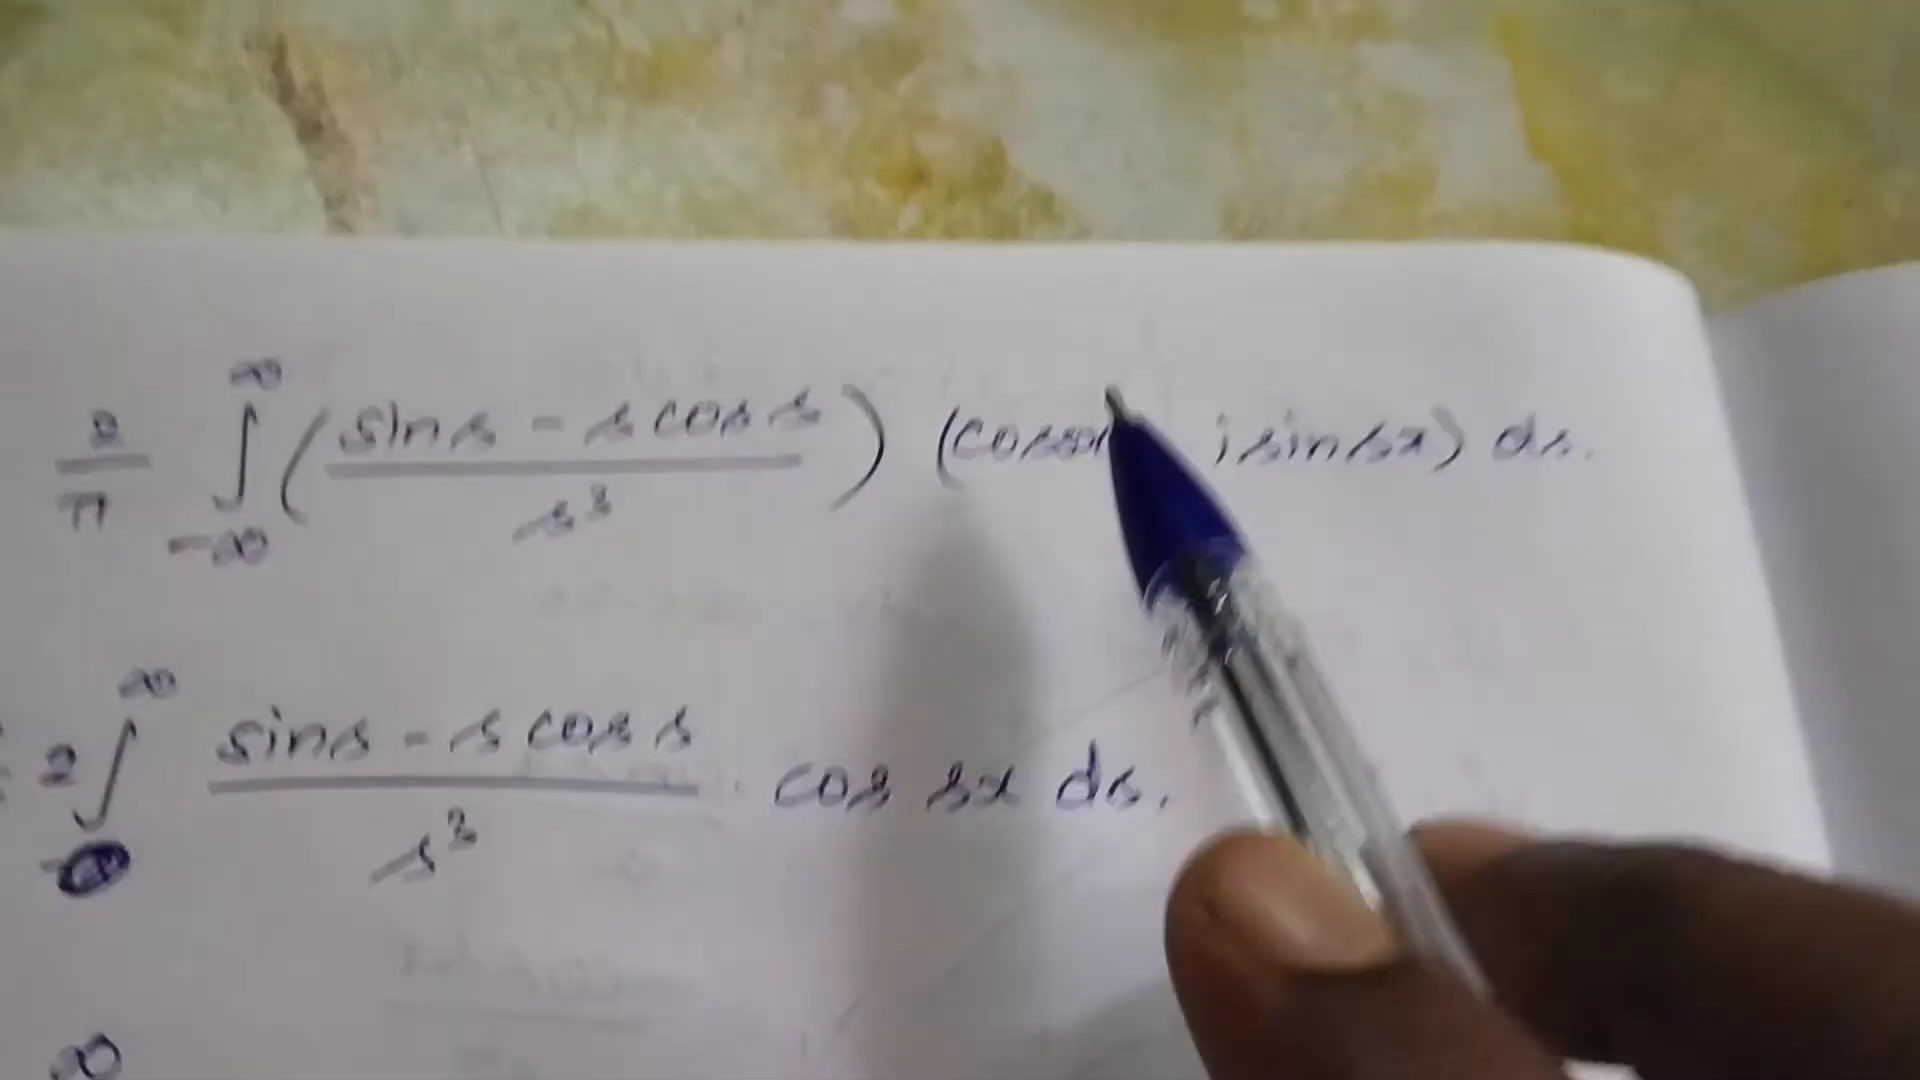 2/π ∫_{-∞}^{∞} ( (sin s - s cos s) / s³ ) (cos sx i sin sx) ds.
= 2 ∫_{0}^{∞} (sin s - s cos s) / s³ . cos sx ds.
∞